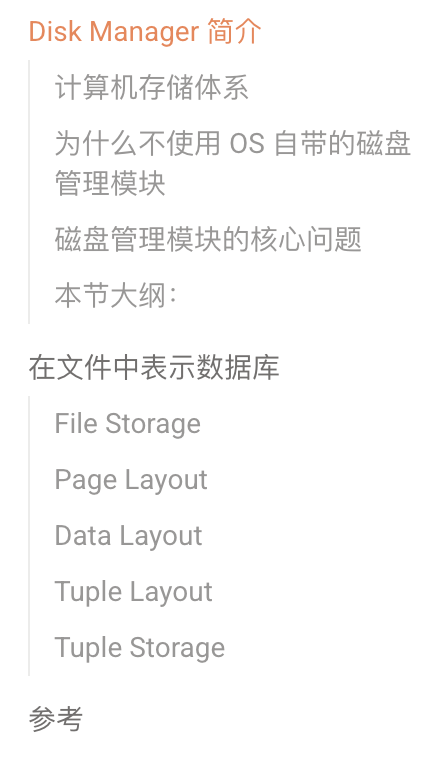 Disk Manager 简介
计算机存储体系
为什么不使用 OS 自带的磁盘
管理模块
磁盘管理模块的核心问题
本节大纲：
在文件中表示数据库
File Storage
Page Layout
Data Layout
Tuple Layout
Tuple Storage
参考